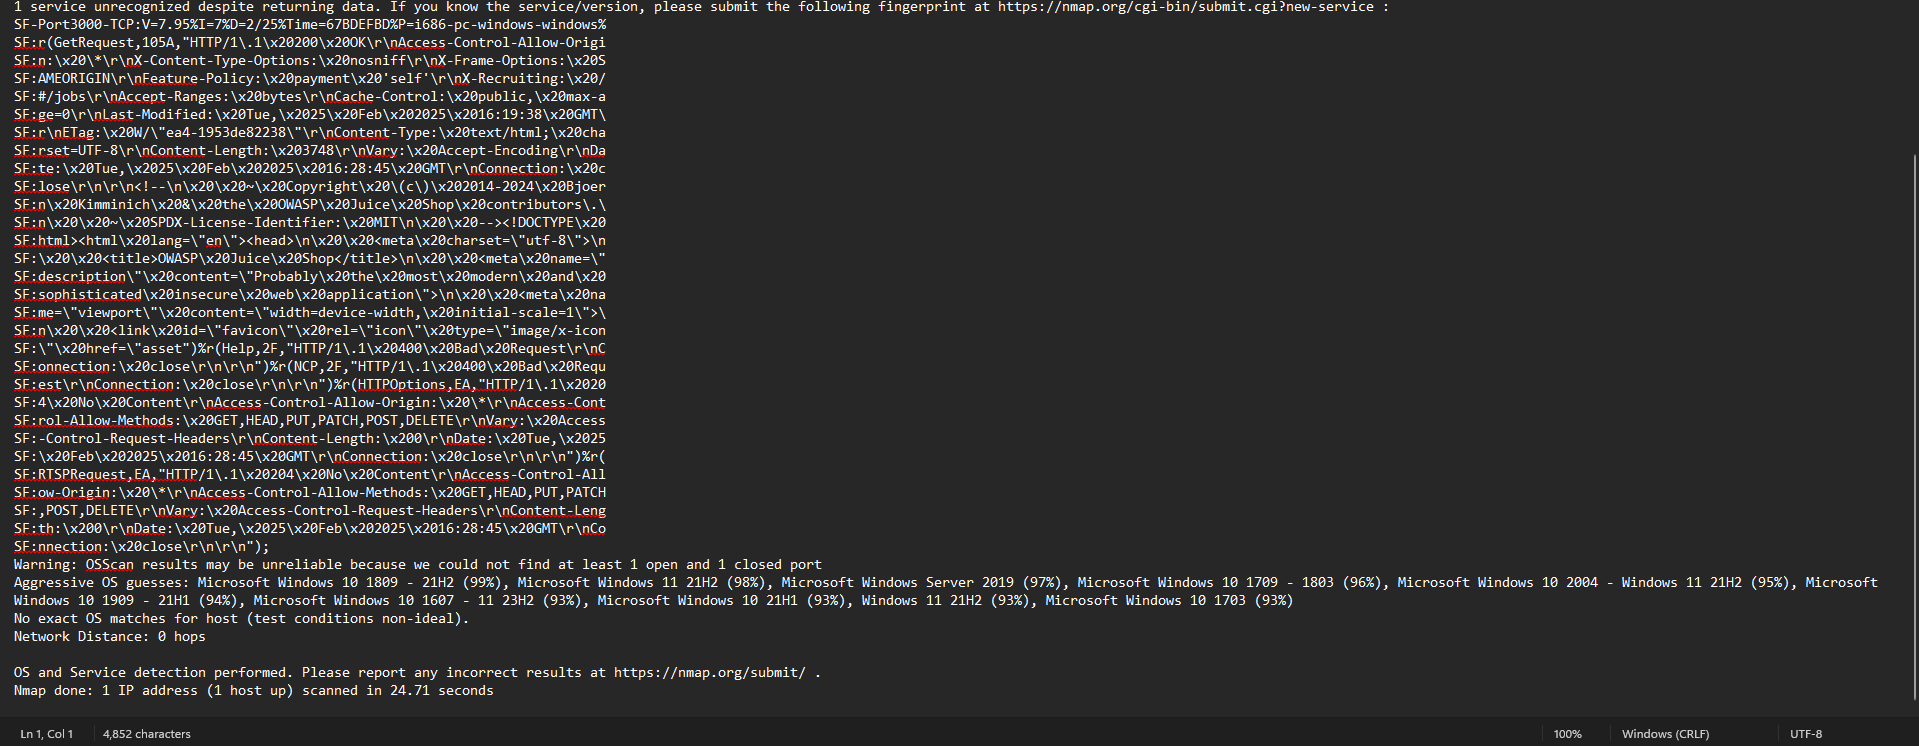 1 service unrecognized despite returning data. If you know the service/version, please submit the following fingerprint at https://nmap.org/cgi-bin/submit.cgi?new-service :
SF-Port3000-TCP:V=7.95%I=7%D=2/25%Time=67BDEFBD%P=i686-pc-windows-windows%
SF:r(GetRequest,105A,"HTTP/1\.1\x20200\x20OK\r\nAccess-Control-Allow-Origi
SF:n:\x20\*\r\nX-Content-Type-Options:\x20nosniff\r\nX-Frame-Options:\x20S
SF:AMEORIGIN\r\nFeature-Policy:\x20payment\x20'self'\r\nX-Recruiting:\x20/
SF:#/jobs\r\nAccept-Ranges:\x20bytes\r\nCache-Control:\x20public,\x20max-a
SF:ge=0\r\nLast-Modified:\x20Tue,\x2025\x20Feb\x202025\x2016:19:38\x20GMT\
SF:r\nETag:\x20W/\"ea4-1953de82238\"\r\nContent-Type:\x20text/html;\x20cha
SF:rset=UTF-8\r\nContent-Length:\x203748\r\nVary:\x20Accept-Encoding\r\nDa
SF:te:\x20Tue,\x2025\x20Feb\x202025\x2016:28:45\x20GMT\r\nConnection:\x20c
SF:lose\r\n\r\n<!--\n\x20\x20~\x20Copyright\x20\(c\)\x202014-2024\x20Bjoer
SF:n\x20Kimminich\x20&\x20the\x20OWASP\x20Juice\x20Shop\x20contributors\.\
SF:n\x20\x20~\x20SPDX-License-Identifier:\x20MIT\n\x20\x20--><!DOCTYPE\x20
SF:html><html\x20lang=\"en\"><head>\n\x20\x20<meta\x20charset=\"utf-8\">\n
SF:\x20\x20<title>OWASP\x20Juice\x20Shop</title>\n\x20\x20<meta\x20name=\"
SF:description\"\x20content=\"Probably\x20the\x20most\x20modern\x20and\x20
SF:sophisticated\x20insecure\x20web\x20application\">\n\x20\x20<meta\x20na
SF:me=\"viewport\"\x20content=\"width=device-width,\x20initial-scale=1\">\
SF:n\x20\x20<link\x20id=\"favicon\"\x20rel=\"icon\"\x20type=\"image/x-icon
SF:\"\x20href=\"asset")%r(Help,2F,"HTTP/1\.1\x20400\x20Bad\x20Request\r\nC
SF:onnection:\x20close\r\n\r\n")%r(NCP,2F,"HTTP/1\.1\x20400\x20Bad\x20Requ
SF:est\r\nConnection:\x20close\r\n\r\n")%r(HTTPOptions,EA,"HTTP/1\.1\x2020
SF:4\x20No\x20Content\r\nAccess-Control-Allow-Origin:\x20\*\r\nAccess-Cont
SF:rol-Allow-Methods:\x20GET,HEAD,PUT,PATCH,POST,DELETE\r\nVary:\x20Access
SF:-Control-Request-Headers\r\nContent-Length:\x200\r\nDate:\x20Tue,\x2025
SF:\x20Feb\x202025\x2016:28:45\x20GMT\r\nConnection:\x20close\r\n\r\n")%r(
SF:RTSPRequest,EA,"HTTP/1\.1\x20204\x20No\x20Content\r\nAccess-Control-All
SF:ow-Origin:\x20\*\r\nAccess-Control-Allow-Methods:\x20GET,HEAD,PUT,PATCH
SF:,POST,DELETE\r\nVary:\x20Access-Control-Request-Headers\r\nContent-Leng
SF:th:\x200\r\nDate:\x20Tue,\x2025\x20Feb\x202025\x2016:28:45\x20GMT\r\nCo
SF:nnection:\x20close\r\n\r\n");
Warning: OSScan results may be unreliable because we could not find at least 1 open and 1 closed port
Aggressive OS guesses: Microsoft Windows 10 1809 - 21H2 (99%), Microsoft Windows 11 21H2 (98%), Microsoft Windows Server 2019 (97%), Microsoft Windows 10 1709 - 1803 (96%), Microsoft Windows 10 2004 - Windows 11 21H2 (95%), Microsoft
Windows 10 1909 - 21H1 (94%), Microsoft Windows 10 1607 - 11 23H2 (93%), Microsoft Windows 10 21H1 (93%), Windows 11 21H2 (93%), Microsoft Windows 10 1703 (93%)
No exact OS matches for host (test conditions non-ideal).
Network Distance: 0 hops
OS and Service detection performed. Please report any incorrect results at https://nmap.org/submit/ .
Nmap done: 1 IP address (1 host up) scanned in 24.71 seconds
Ln 1, Col 1 4,852 characters 100% Windows (CRLF) UTF-8